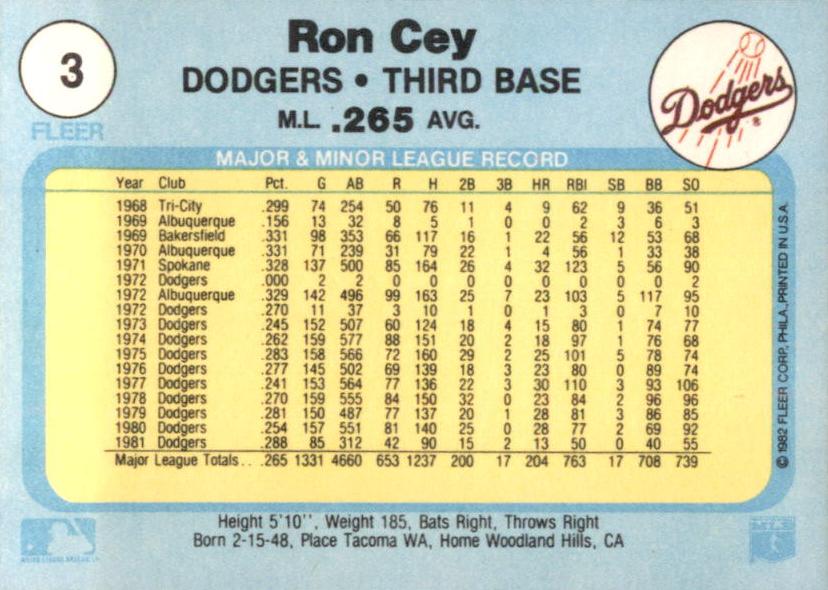 3
FLEER
Ron Cey
DODGERS • THIRD BASE
M.L. .265 AVG.
Dodgers
®
MAJOR & MINOR LEAGUE RECORD
Year Club Pct. G AB R H 2B 3B HR RBI SB BB SO
1968 Tri-City .299 74 254 50 76 11 4 9 62 9 36 51
1969 Albuquerque .156 13 32 8 5 1 0 0 2 3 6 3
1969 Bakersfield .331 98 353 66 117 16 1 22 56 12 53 68
1970 Albuquerque .331 71 239 31 79 22 1 4 56 1 33 38
1971 Spokane .328 137 500 85 164 26 4 32 123 5 56 90
1972 Dodgers .000 2 2 0 0 0 0 0 0 0 0 2
1972 Albuquerque .329 142 496 99 163 25 7 23 103 5 117 95
1972 Dodgers .270 11 37 3 10 1 0 1 3 0 7 10
1973 Dodgers .245 152 507 60 124 18 4 15 80 1 74 77
1974 Dodgers .262 159 577 88 151 20 2 18 97 1 76 68
1975 Dodgers .283 158 566 72 160 29 2 25 101 5 78 74
1976 Dodgers .277 145 502 69 139 18 3 23 80 0 89 74
1977 Dodgers .241 153 564 77 136 22 3 30 110 3 93 106
1978 Dodgers .270 159 555 84 150 32 0 23 84 2 96 96
1979 Dodgers .281 150 487 77 137 20 1 28 81 3 86 85
1980 Dodgers .254 157 551 81 140 25 0 28 77 2 69 92
1981 Dodgers .288 85 312 42 90 15 2 13 50 0 40 55
Major League Totals.. .265 1331 4660 653 1237 200 17 204 763 17 708 739
© 1982 FLEER CORP., PHILA., PRINTED IN U.S.A.
Height 5'10'', Weight 185, Bats Right, Throws Right
Born 2-15-48, Place Tacoma WA, Home Woodland Hills, CA